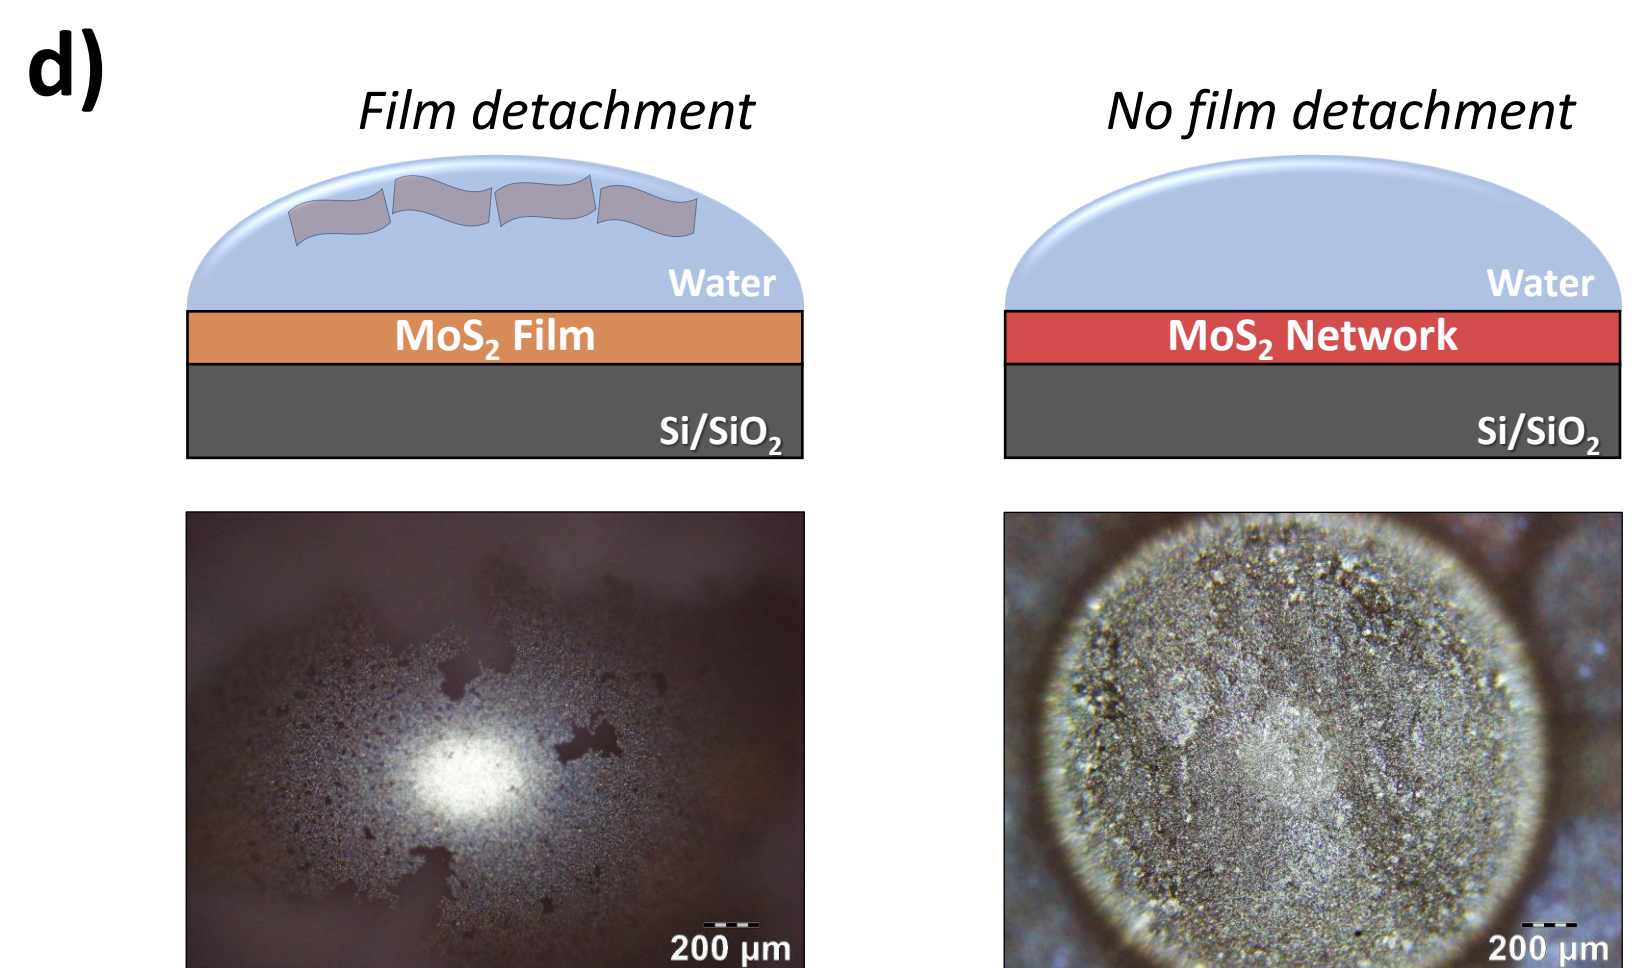 d)
Film detachment
No film detachment
Water
Water
MoS₂ Film
MoS₂ Network
Si/SiO₂
Si/SiO₂
200 µm
200 µm